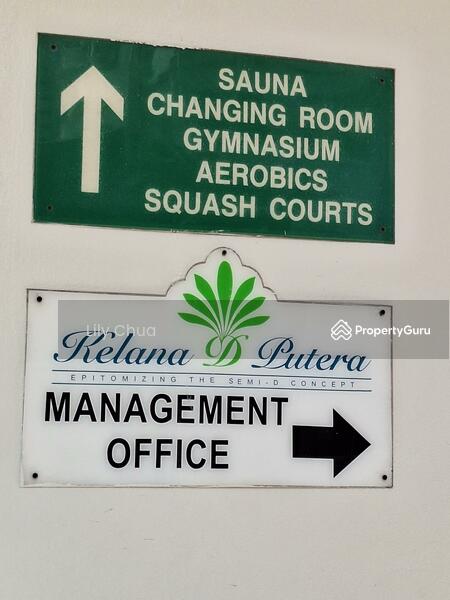 SAUNA
CHANGING ROOM
GYMNASIUM
AEROBICS
SQUASH COURTS
Lily Chua
PropertyGuru
Kelana D Putera
EPITOMIZING THE SEMI-D CONCEPT
MANAGEMENT
OFFICE